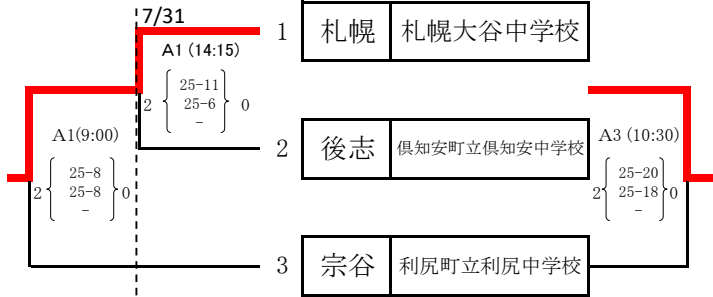 7/31
1 札幌 札幌大谷中学校
A1 (14:15)
25-11
2 25-6 0
-
A1(9:00)
2 後志 倶知安町立倶知安中学校
A3 (10:30)
25-8
2 25-8 0
-
25-20
2 25-18 0
-
3 宗谷 利尻町立利尻中学校